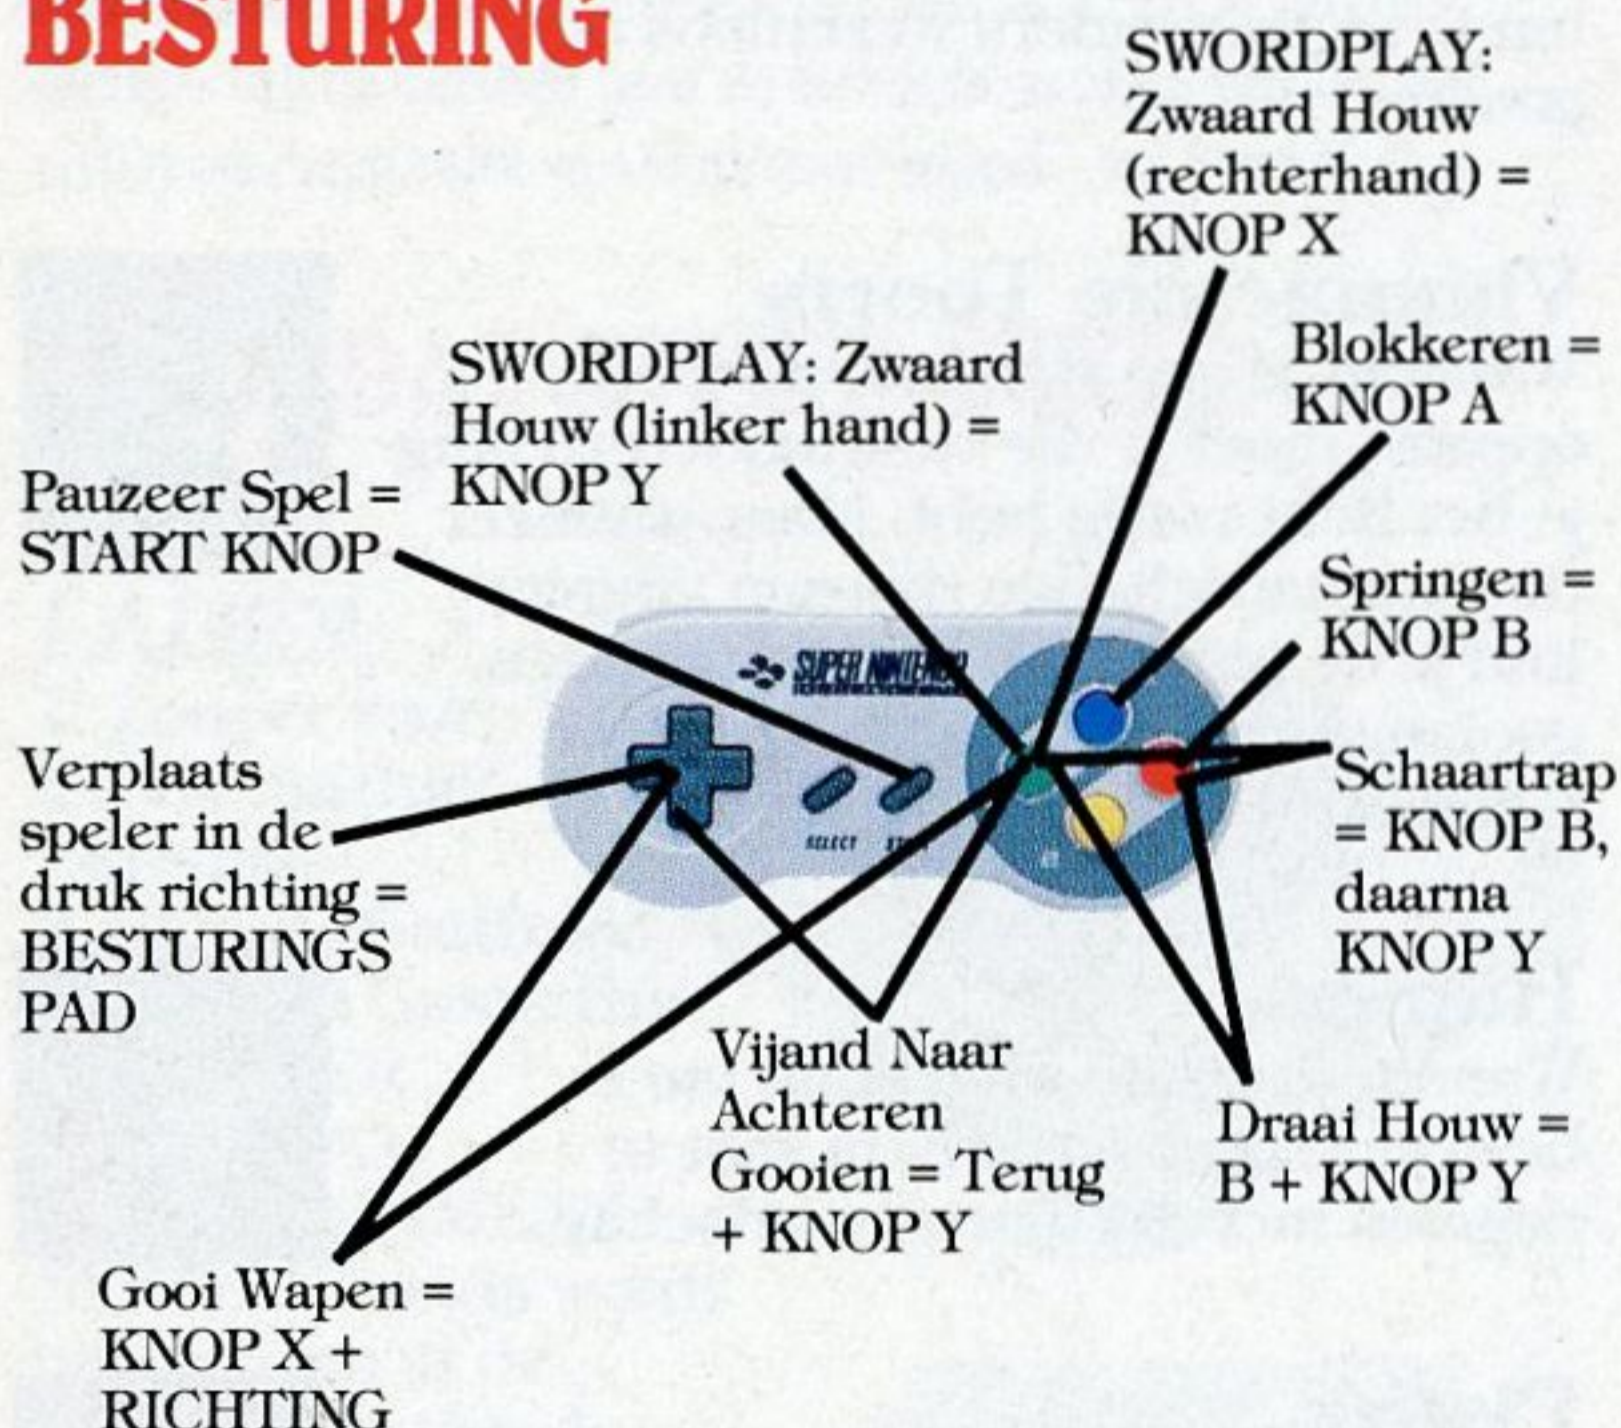 BESTURING
SWORDPLAY:
Zwaard Houw
(rechterhand) =
KNOP X
Blokkeren =
KNOP A
SWORDPLAY: Zwaard
Houw (linker hand) =
KNOP Y
Pauzeer Spel =
START KNOP
Springen =
KNOP B
SUPER NINTENDO
Verplaats
speler in de
druk richting =
BESTURINGS
PAD
SELECT
Schaartrap
= KNOP B,
daarna
KNOP Y
Vijand Naar
Achteren
Gooien = Terug
+ KNOP Y
Draai Houw =
B + KNOP Y
Gooi Wapen =
KNOP X +
RICHTING